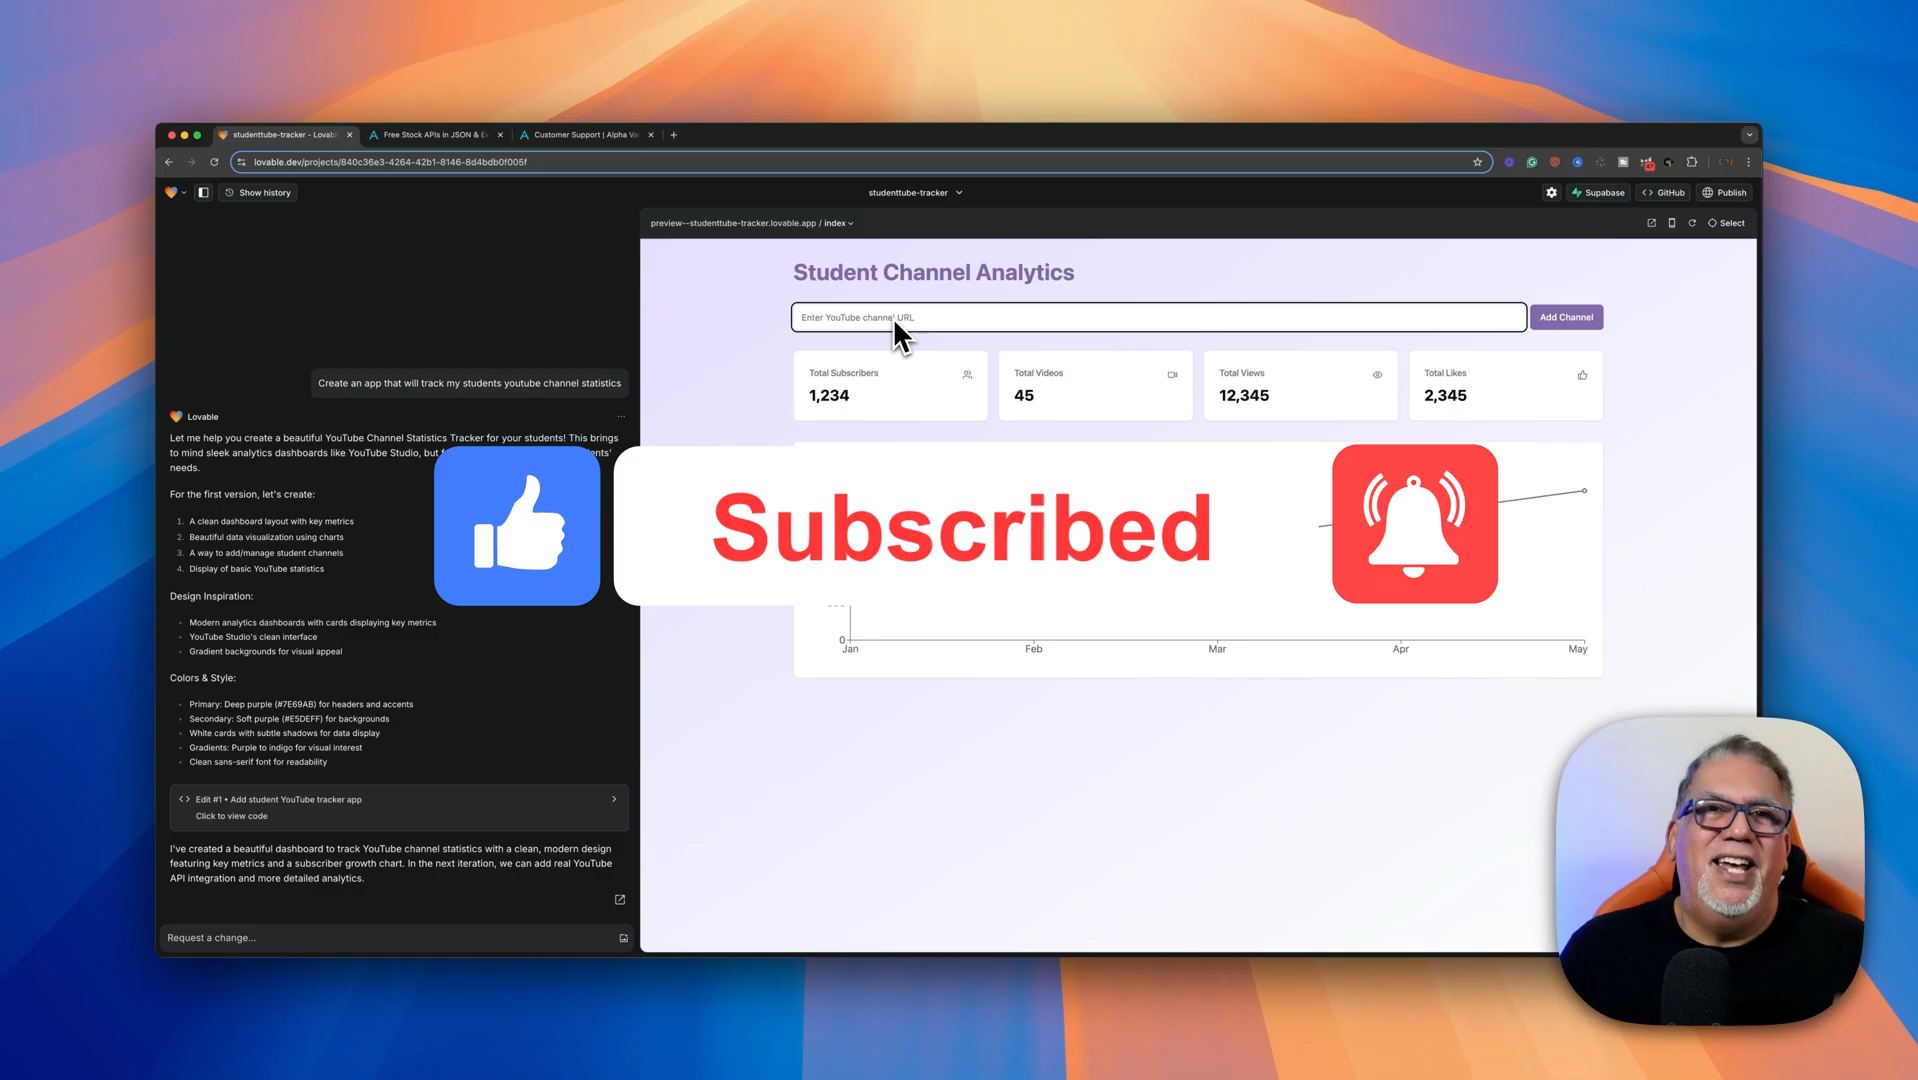 studenttube-tracker - Lovabl
Free Stock APIs in JSON & E
Customer Support | Alpha Va
lovable.dev/projects/840c36e3-4264-42b1-8146-8d4bdb0f005f
Show history
studenttube-tracker
Supabase
GitHub
Publish
preview--studenttube-tracker.lovable.app / index
Select
Create an app that will track my students youtube channel statistics
Lovable
Let me help you create a beautiful YouTube Channel Statistics Tracker for your students! This brings
to mind sleek analytics dashboards like YouTube Studio, but
needs.
For the first version, let's create:
1. A clean dashboard layout with key metrics
2. Beautiful data visualization using charts
3. A way to add/manage student channels
4. Display of basic YouTube statistics
Design Inspiration:
• Modern analytics dashboards with cards displaying key metrics
• YouTube Studio's clean interface
• Gradient backgrounds for visual appeal
Colors & Style:
• Primary: Deep purple (#7E69AB) for headers and accents
• Secondary: Soft purple (#E5DEFF) for backgrounds
• White cards with subtle shadows for data display
• Gradients: Purple to indigo for visual interest
• Clean sans-serif font for readability
Edit #1 • Add student YouTube tracker app
Click to view code
I've created a beautiful dashboard to track YouTube channel statistics with a clean, modern design
featuring key metrics and a subscriber growth chart. In the next iteration, we can add real YouTube
API integration and more detailed analytics.
Request a change...
Student Channel Analytics
Enter YouTube channel URL
Add Channel
Total Subscribers
1,234
Total Videos
45
Total Views
12,345
Total Likes
2,345
Subscribed
0
Jan
Feb
Mar
Apr
May